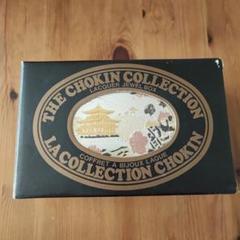 THE CHOKIN COLLECTION
LACQUER JEWEL BOX
COFFRET A BIJOUX LAQUE
LA COLLECTION CHOKIN